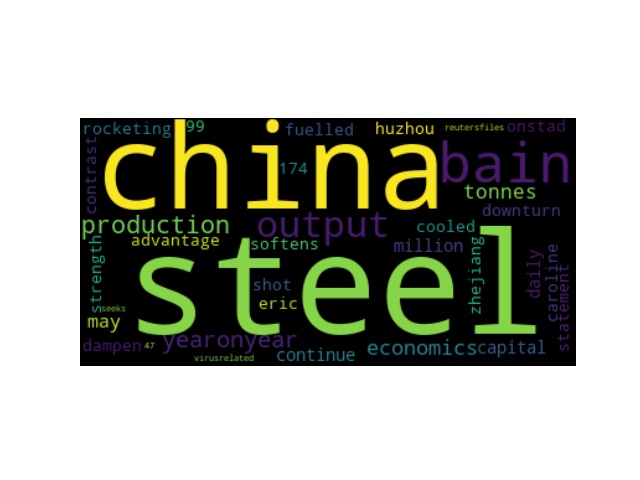 rocketing 99 fuelled huzhou reutersfiles onstad
contrast china 174 bain
tonnes
production output downturn
advantage softens million cooled
strength steel zhejiang daily caroline statement
shot
seeks eric
may
dampen 47 yearonyear economics capital
virusrelated continue